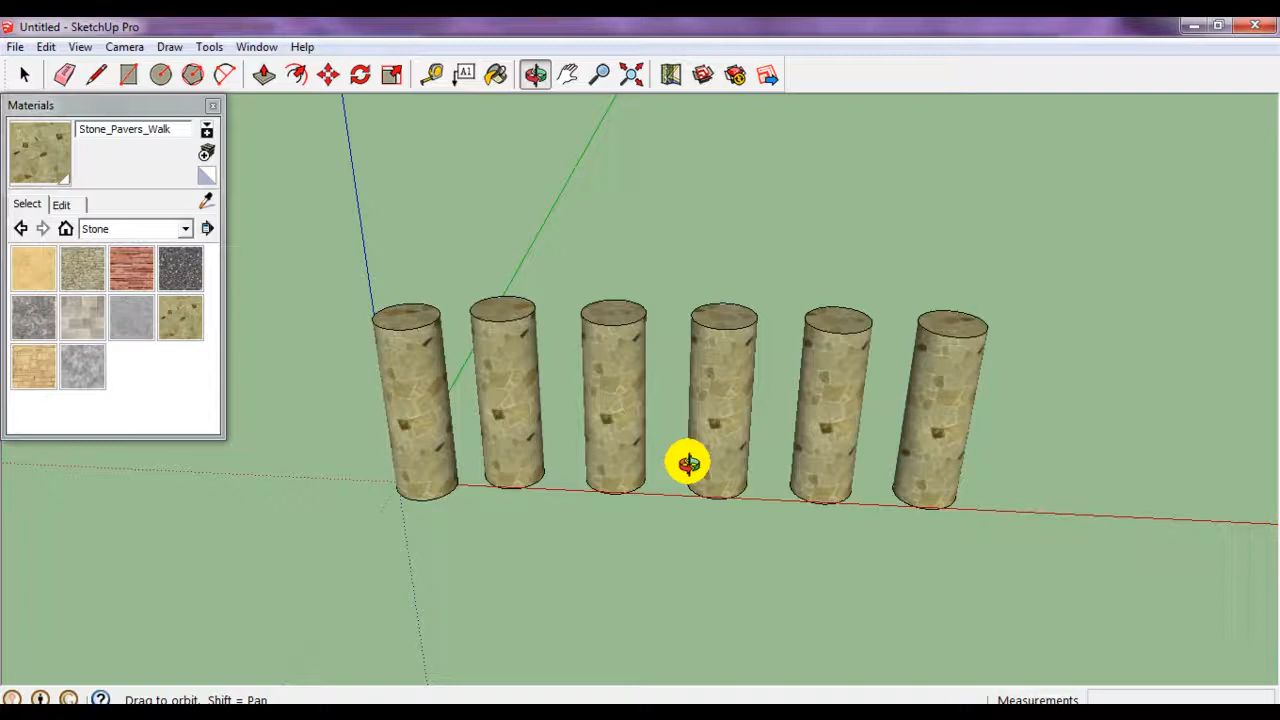 Untitled - SketchUp Pro
File Edit View Camera Draw Tools Window Help
A1
Materials
Stone_Pavers_Walk
Select Edit
Stone
? Drag to orbit. Shift = Pan Measurements